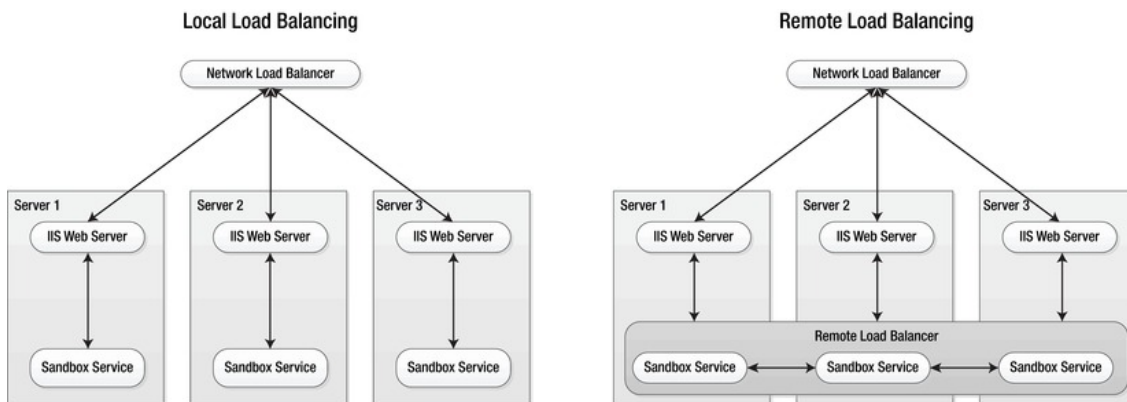 Local Load Balancing
Network Load Balancer
Server 1
Server 2
Server 3
IIS Web Server
IIS Web Server
IIS Web Server
Sandbox Service
Sandbox Service
Sandbox Service
Remote Load Balancing
Network Load Balancer
Server 1
Server 2
Server 3
IIS Web Server
IIS Web Server
IIS Web Server
Remote Load Balancer
Sandbox Service
Sandbox Service
Sandbox Service